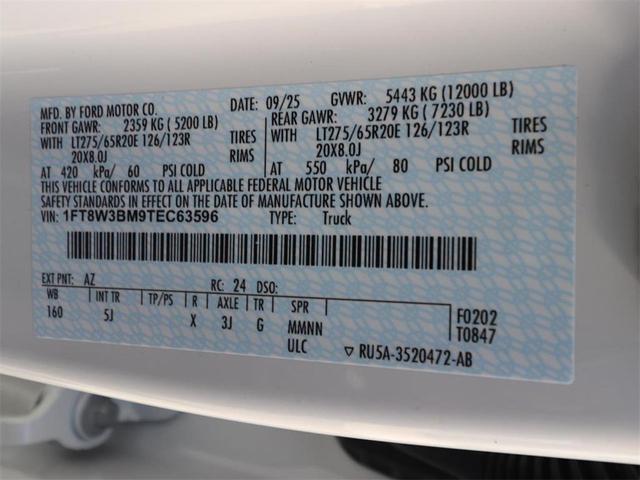 MFD. BY FORD MOTOR CO. DATE: 09/25 GVWR: 5443 KG (12000 LB)
FRONT GAWR: 2359 KG ( 5200 LB) REAR GAWR: 3279 KG ( 7230 LB)
WITH LT275/65R20E 126/123R TIRES WITH LT275/65R20E 126/123R TIRES
20X8.0J RIMS 20X8.0J RIMS
AT 420 kPa/ 60 PSI COLD AT 550 kPa/ 80 PSI COLD
THIS VEHICLE CONFORMS TO ALL APPLICABLE FEDERAL MOTOR VEHICLE
SAFETY STANDARDS IN EFFECT ON THE DATE OF MANUFACTURE SHOWN ABOVE.
VIN: 1FT8W3BM9TEC63596 TYPE: Truck
EXT PNT: AZ RC: 24 DSO:
WB INT TR TP/PS R AXLE TR SPR F0202
160 5J X 3J G MMNN T0847
ULC ▽ RU5A-3520472-AB